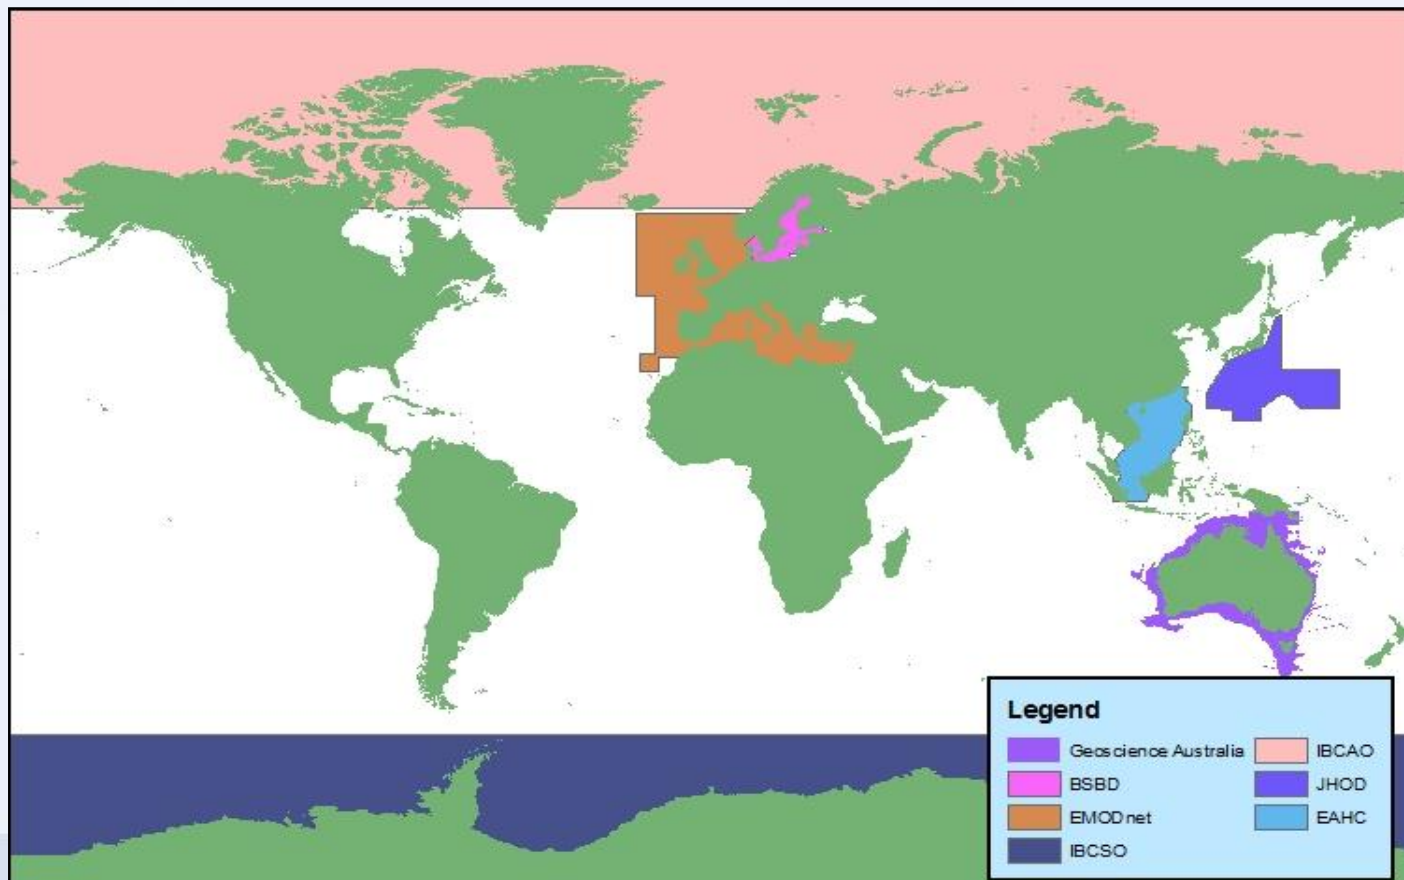 Legend
Geoscience Australia
IBCAO
BSBD
JHOD
EMODnet
EAHC
IBCSO